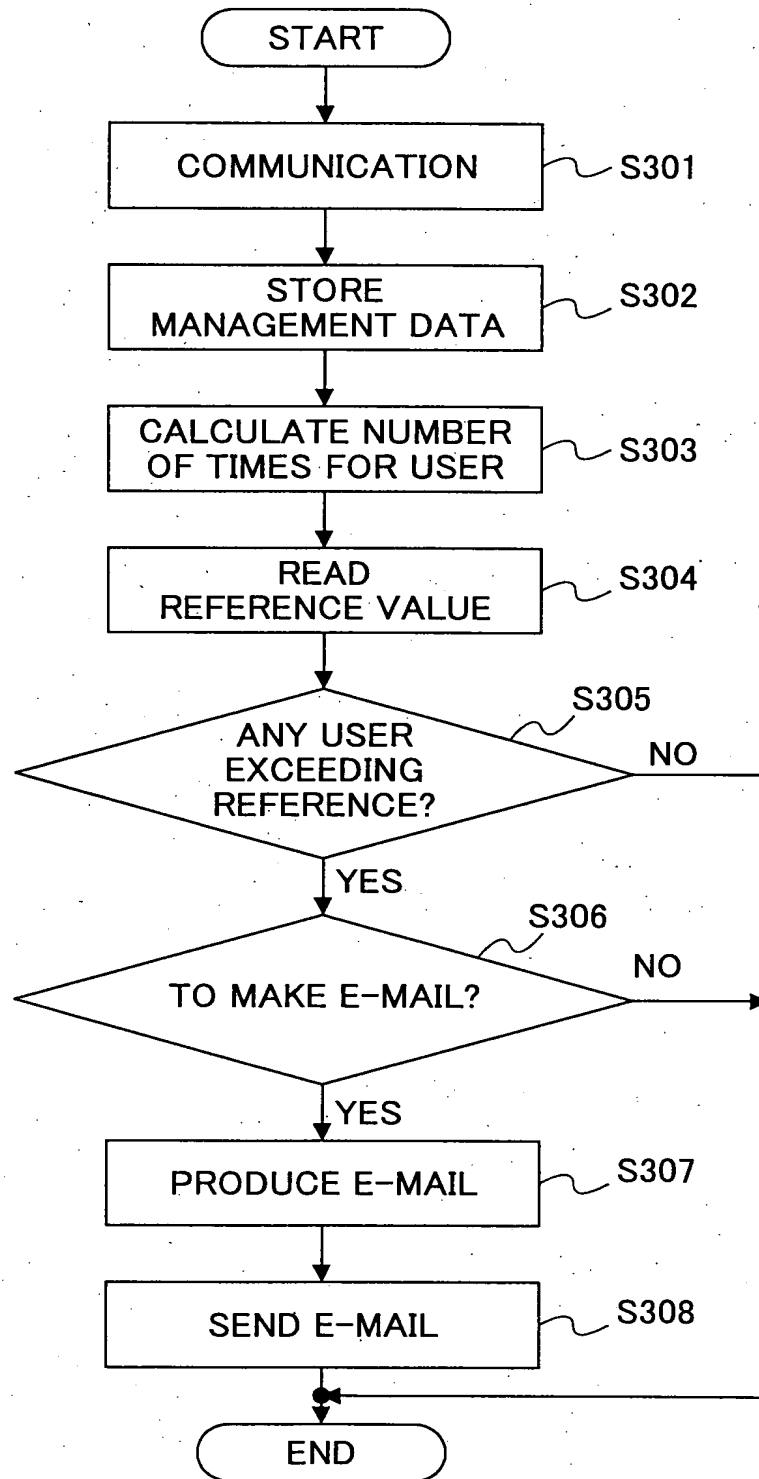 START
COMMUNICATION
S301
STORE
MANAGEMENT DATA
S302
CALCULATE NUMBER
OF TIMES FOR USER
S303
READ
REFERENCE VALUE
S304
ANY USER
EXCEEDING
REFERENCE?
S305
NO
YES
TO MAKE E-MAIL?
S306
NO
YES
PRODUCE E-MAIL
S307
SEND E-MAIL
S308
END